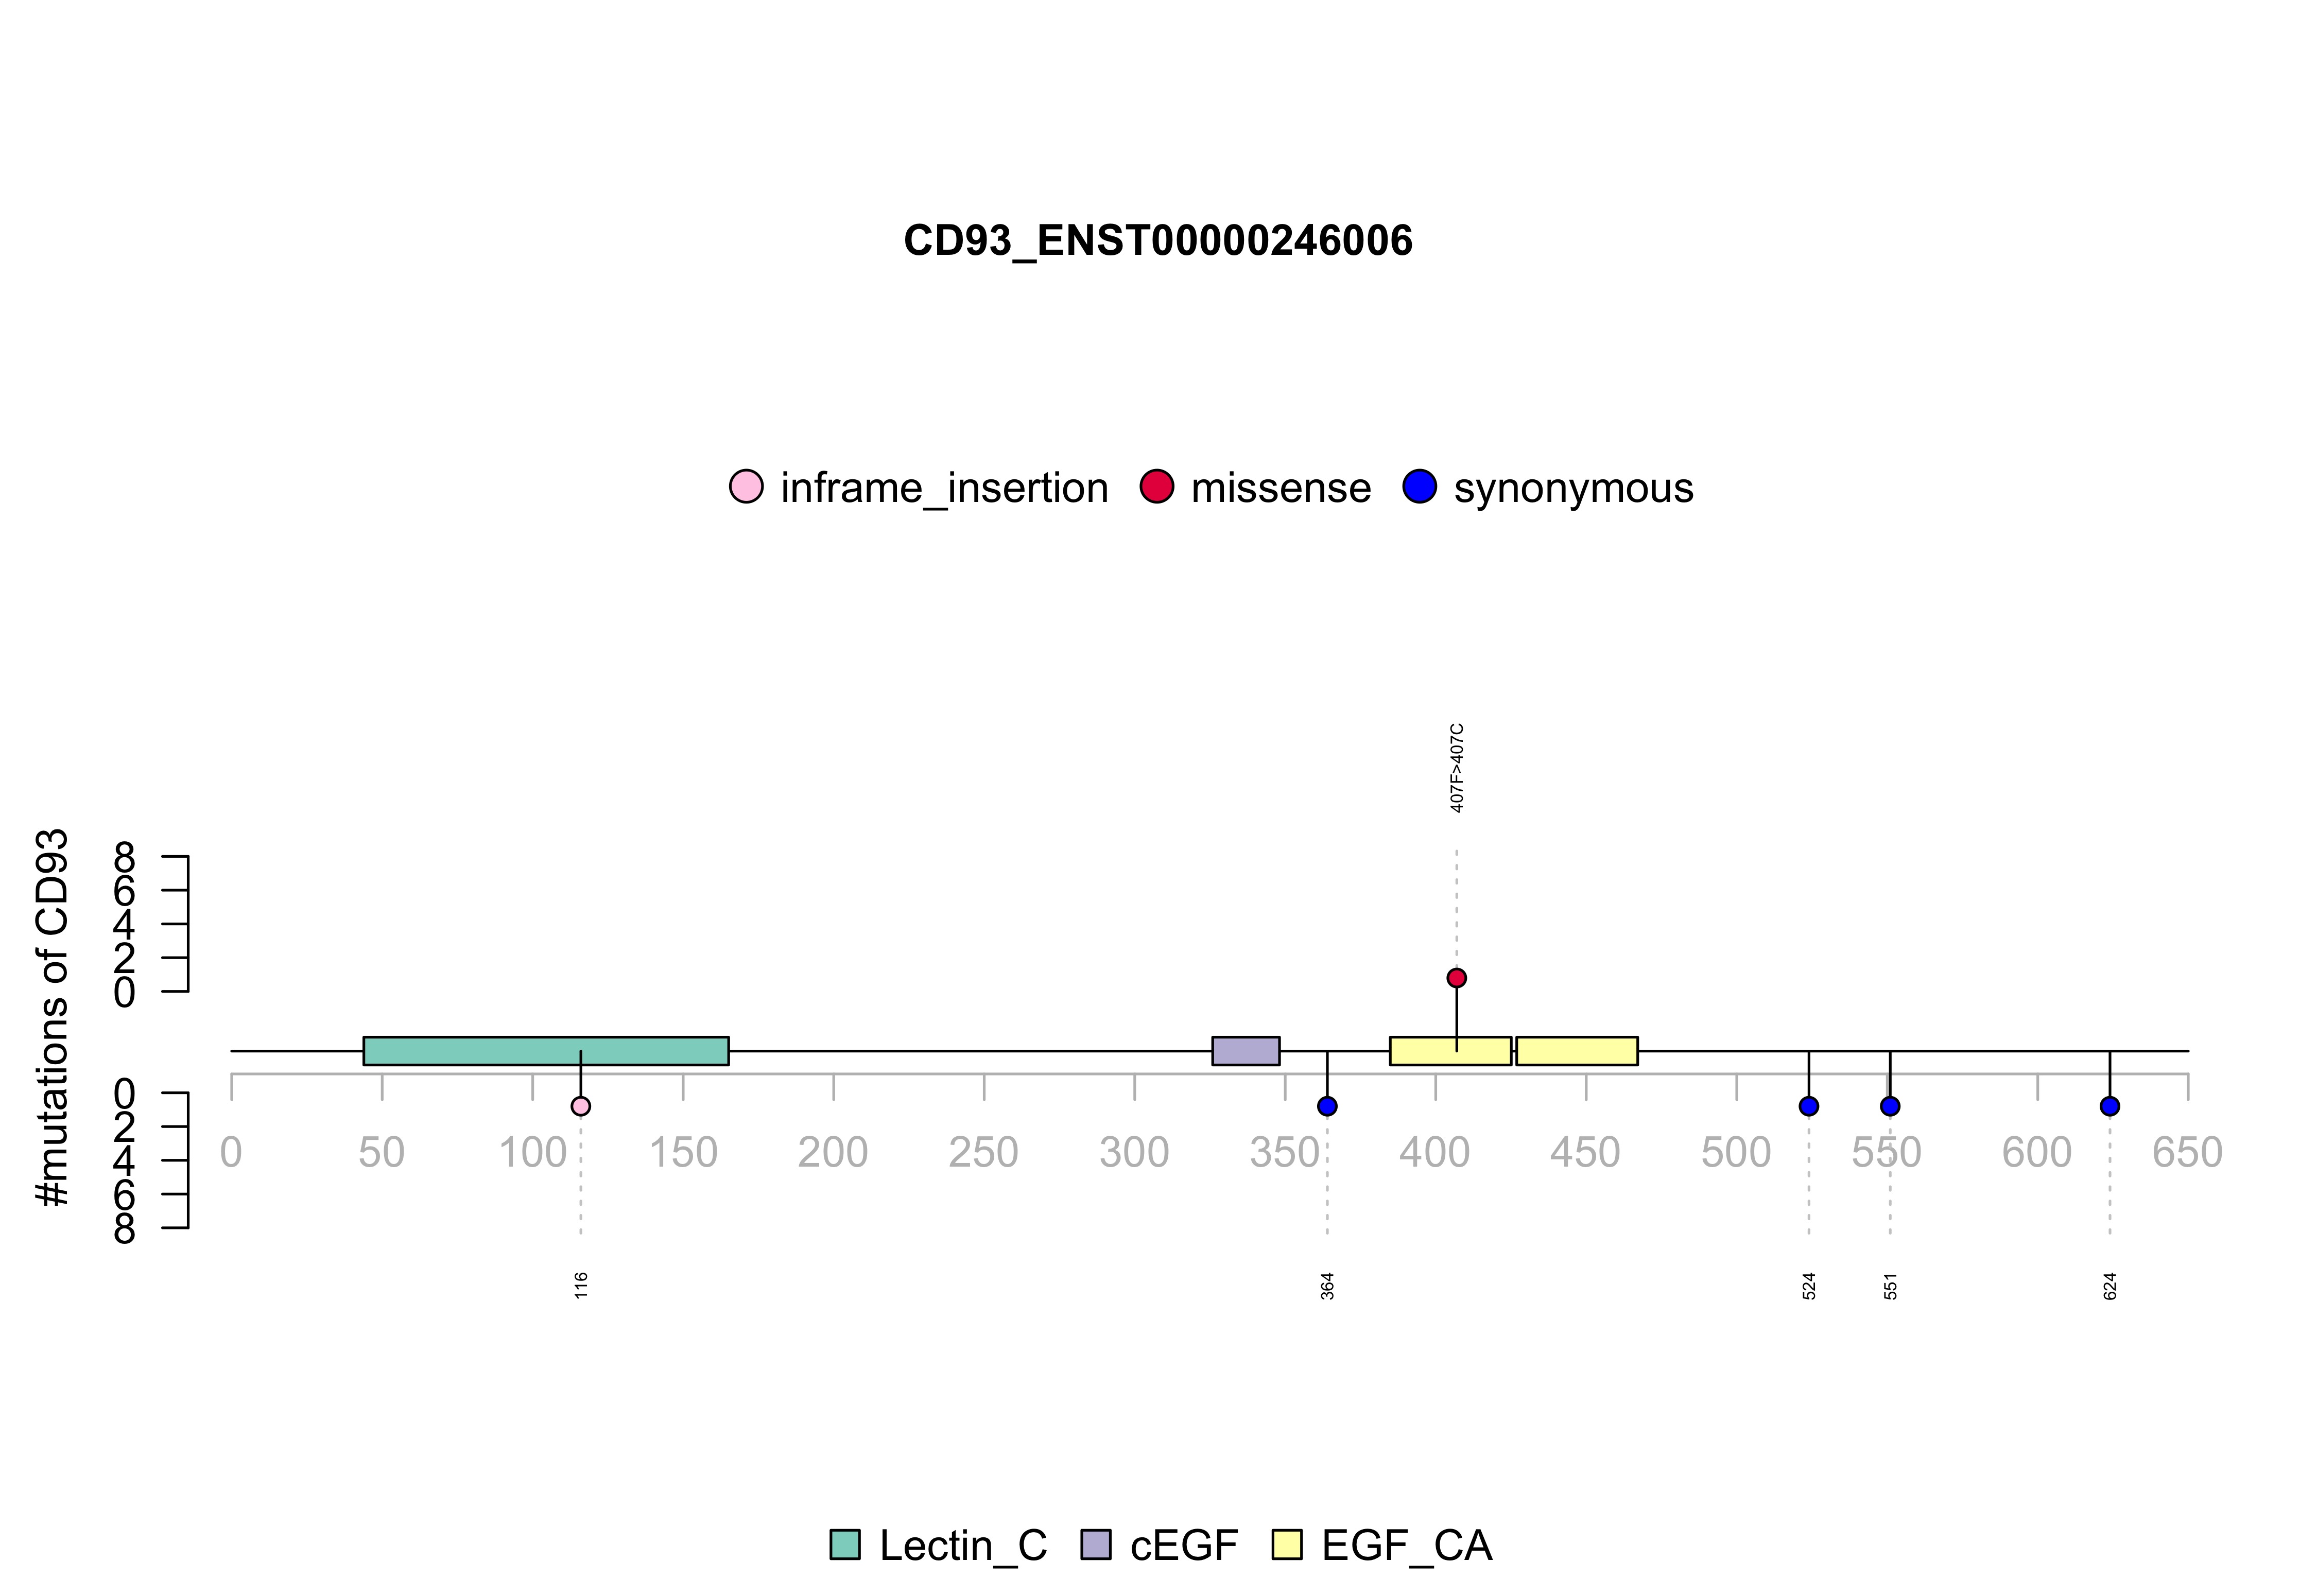 CD93_ENST00000246006
inframe_insertion missense synonymous
407F>407C
#mutations of CD93
8
6
4
2
0
0
2
4
6
8
0 50 100 150 200 250 300 350 400 450 500 550 600 650
116 364 524 551 624
Lectin_C cEGF EGF_CA